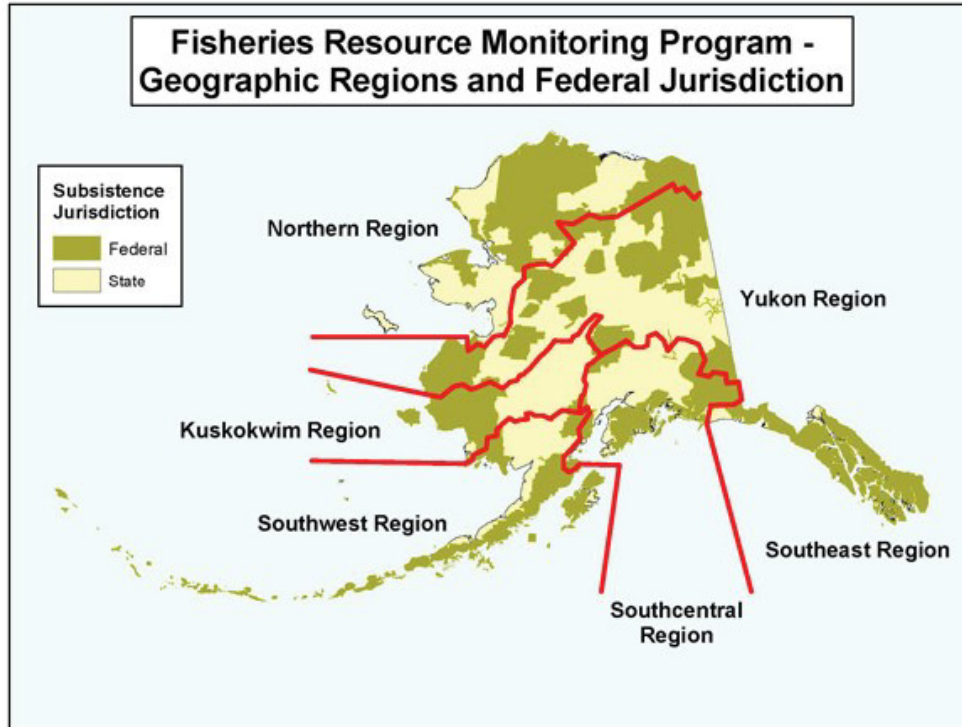 Fisheries Resource Monitoring Program -
Geographic Regions and Federal Jurisdiction
Subsistence
Jurisdiction
Federal
State
Northern Region
Yukon Region
Kuskokwim Region
Southwest Region
Southeast Region
Southcentral
Region